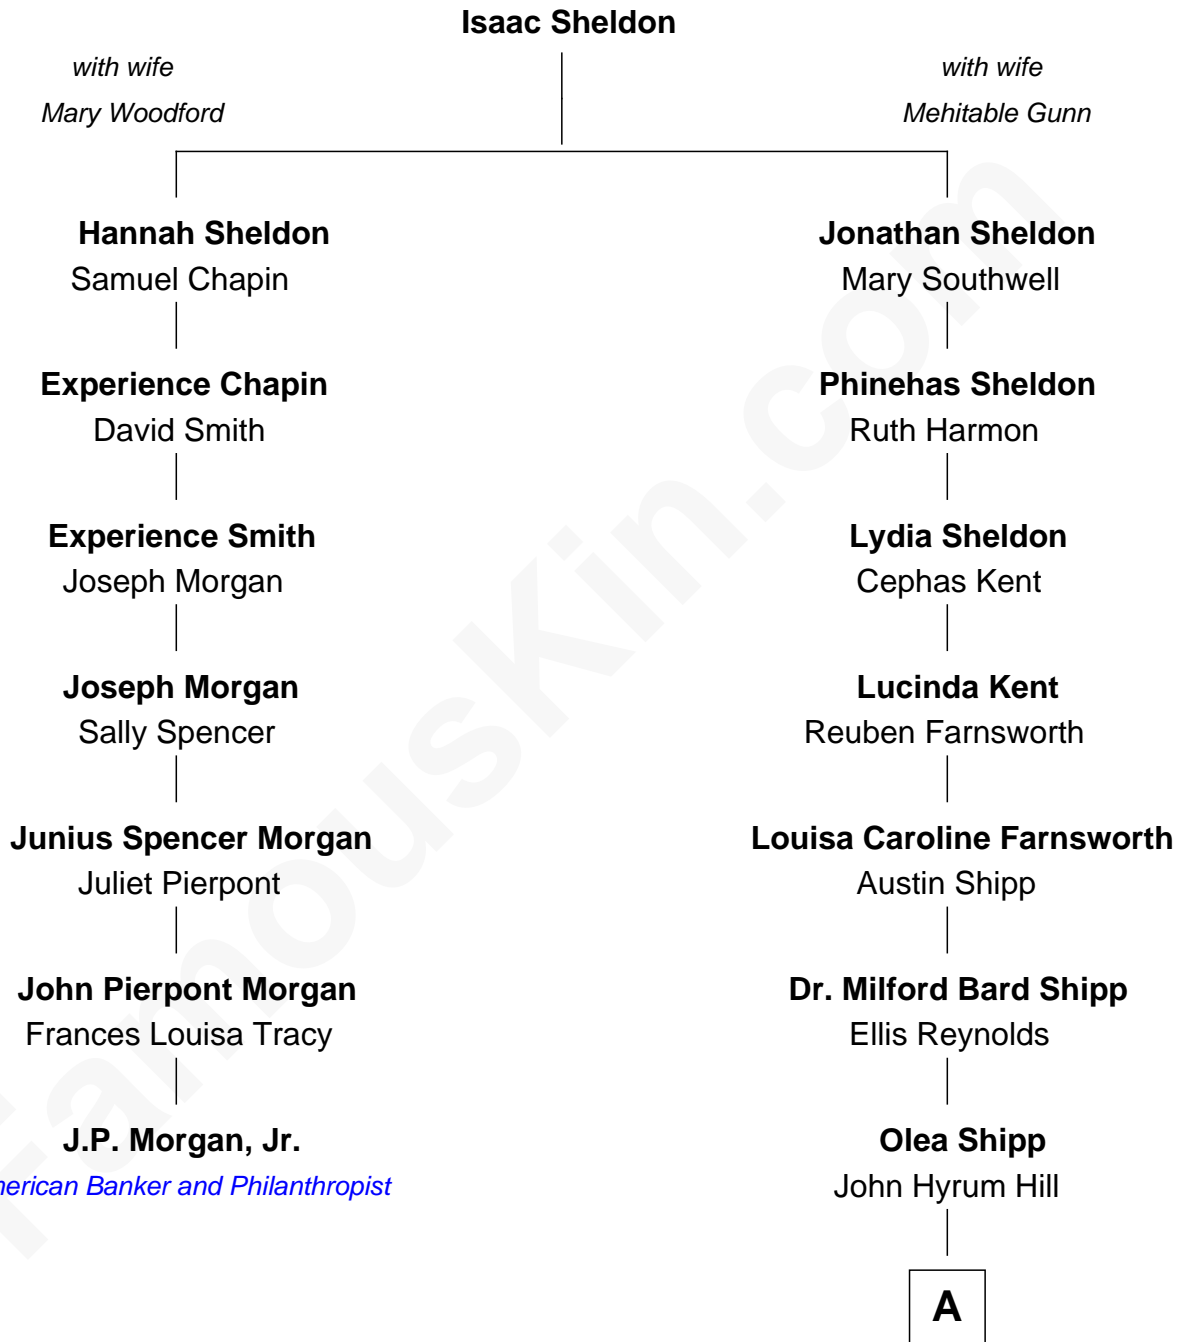 Isaac Sheldon
with wife
Mary Woodford
with wife
Mehitable Gunn
Hannah Sheldon
Samuel Chapin
Jonathan Sheldon
Mary Southwell
Experience Chapin
David Smith
Phinehas Sheldon
Ruth Harmon
Experience Smith
Joseph Morgan
Lydia Sheldon
Cephas Kent
Joseph Morgan
Sally Spencer
Lucinda Kent
Reuben Farnsworth
Junius Spencer Morgan
Juliet Pierpont
Louisa Caroline Farnsworth
Austin Shipp
John Pierpont Morgan
Frances Louisa Tracy
Dr. Milford Bard Shipp
Ellis Reynolds
J.P. Morgan, Jr.
merican Banker and Philanthropist
Olea Shipp
John Hyrum Hill
A
FamousKin.com